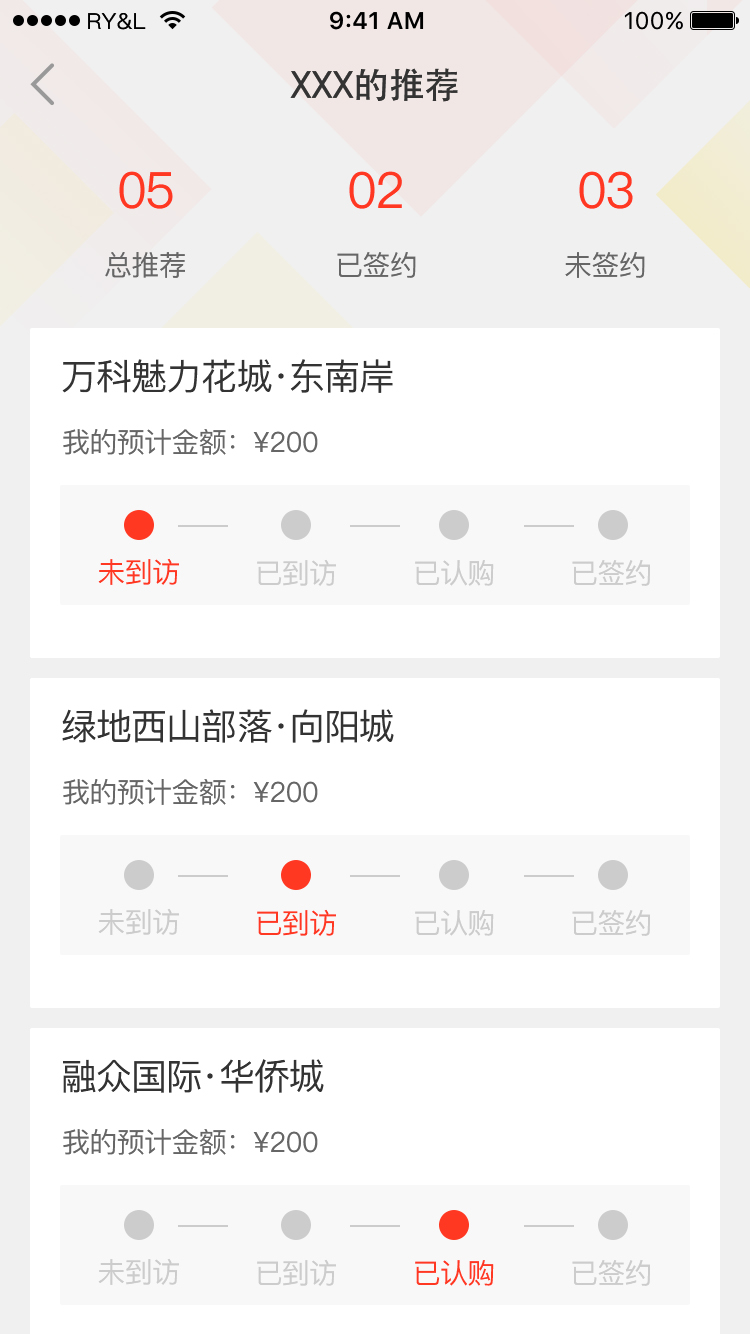 RY&L 9:41 AM 100%
XXX的推荐
05 02 03
总推荐 已签约 未签约
万科魅力花城·东南岸
我的预计金额：¥200
未到访 已到访 已认购 已签约
绿地西山部落·向阳城
我的预计金额：¥200
未到访 已到访 已认购 已签约
融众国际·华侨城
我的预计金额：¥200
未到访 已到访 已认购 已签约